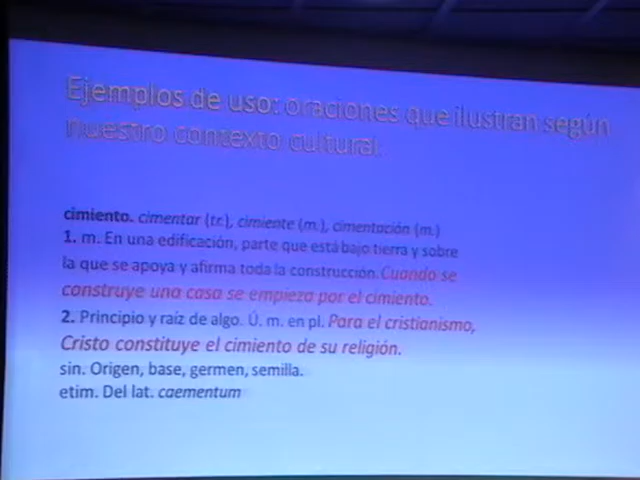 Ejemplos de uso: oraciones que ilustran según
nuestro contexto cultural.
cimiento. cimentar (tr.), cimiente (m.), cimentación (m.)
1. m. En una edificación, parte que está bajo tierra y sobre
la que se apoya y afirma toda la construcción. Cuando se
construye una casa se empieza por el cimiento.
2. Principio y raíz de algo. Ú. m. en pl. Para el cristianismo,
Cristo constituye el cimiento de su religión.
sin. Origen, base, germen, semilla.
etim. Del lat. caementum